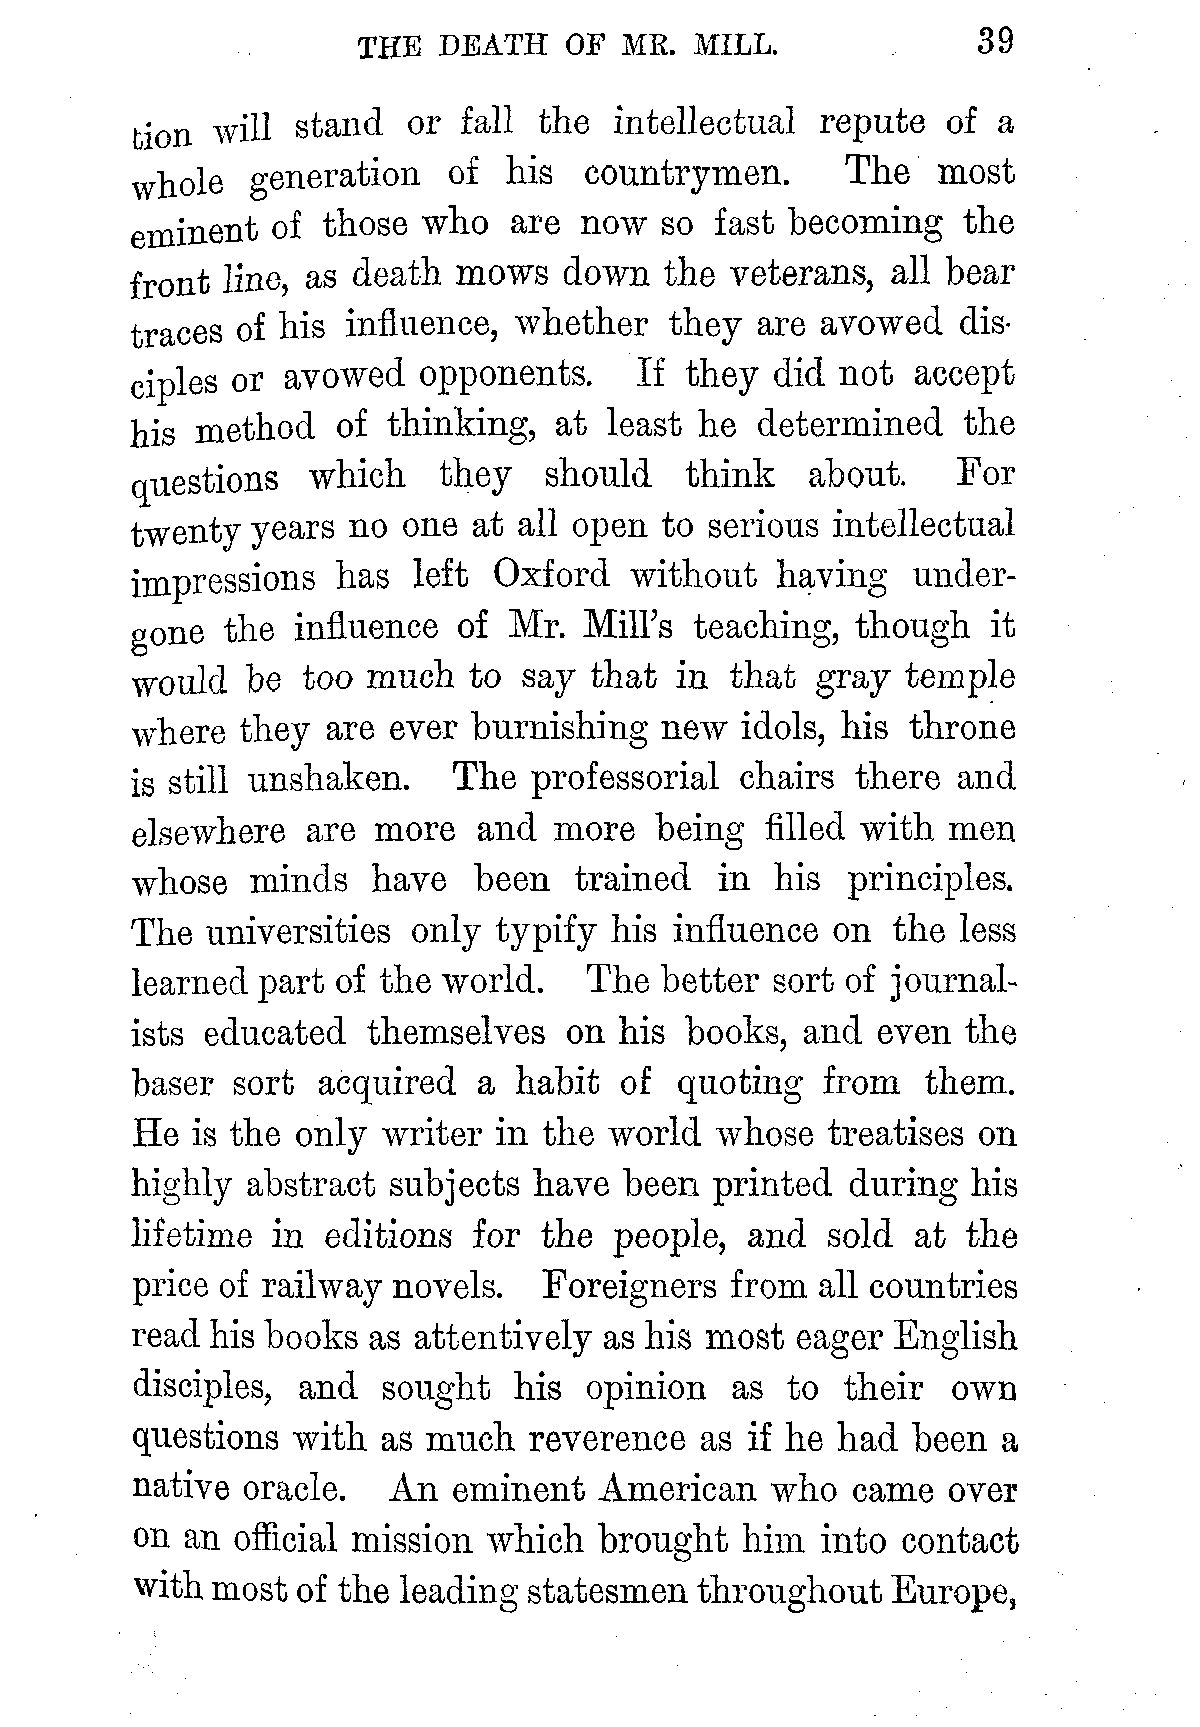 THE DEATH OF MR. MILL. 39
tion will stand or fall the intellectual repute of a
whole generation of his countrymen. The most
eminent of those who are now so fast becoming the
front line, as death mows down the veterans, all bear
traces of his influence, whether they are avowed dis-
ciples or avowed opponents. If they did not accept
his method of thinking, at least he determined the
questions which they should think about. For
twenty years no one at all open to serious intellectual
impressions has left Oxford without having under-
gone the influence of Mr. Mill's teaching, though it
would be too much to say that in that gray temple
where they are ever burnishing new idols, his throne
is still unshaken. The professorial chairs there and
elsewhere are more and more being filled with men
whose minds have been trained in his principles.
The universities only typify his influence on the less
learned part of the world. The better sort of journal-
ists educated themselves on his books, and even the
baser sort acquired a habit of quoting from them.
He is the only writer in the world whose treatises on
highly abstract subjects have been printed during his
lifetime in editions for the people, and sold at the
price of railway novels. Foreigners from all countries
read his books as attentively as his most eager English
disciples, and sought his opinion as to their own
questions with as much reverence as if he had been a
native oracle. An eminent American who came over
on an official mission which brought him into contact
with most of the leading statesmen throughout Europe,